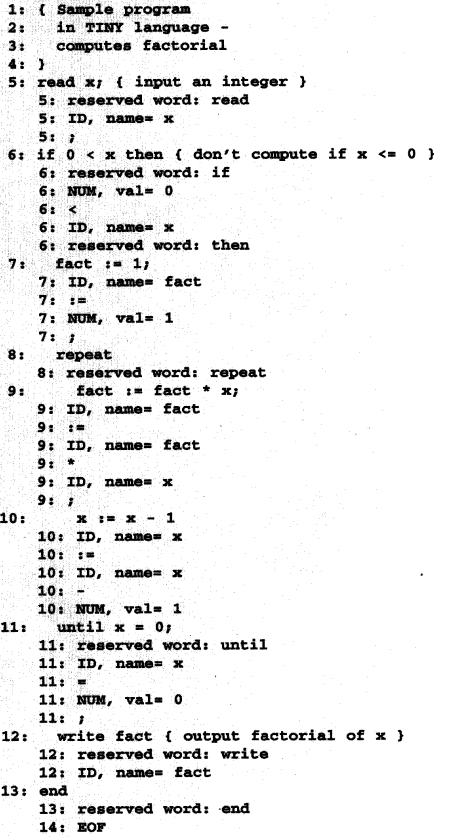 1: { Sample program
2:   in TINY language -
3:   computes factorial
4: }
5: read x; { input an integer }
    5: reserved word: read
    5: ID, name= x
    5: ;
6: if 0 < x then { don't compute if x <= 0 }
    6: reserved word: if
    6: NUM, val= 0
    6: <
    6: ID, name= x
    6: reserved word: then
7:   fact := 1;
    7: ID, name= fact
    7: :=
    7: NUM, val= 1
    7: ;
8:   repeat
    8: reserved word: repeat
9:     fact := fact * x;
    9: ID, name= fact
    9: :=
    9: ID, name= fact
    9: *
    9: ID, name= x
    9: ;
10:     x := x - 1
    10: ID, name= x
    10: :=
    10: ID, name= x
    10: -
    10: NUM, val= 1
11:   until x = 0;
    11: reserved word: until
    11: ID, name= x
    11: =
    11: NUM, val= 0
    11: ;
12:   write fact { output factorial of x }
    12: reserved word: write
    12: ID, name= fact
13: end
    13: reserved word: end
    14: EOF